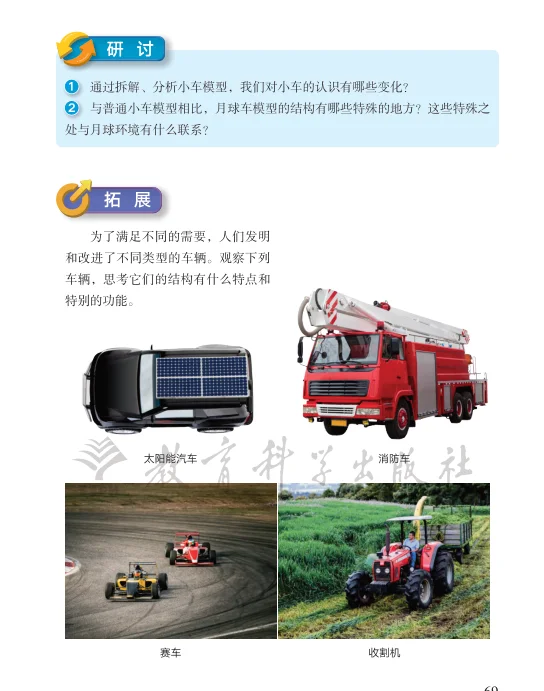 研讨
1 通过拆解、分析小车模型，我们对小车的认识有哪些变化？
2 与普通小车模型相比，月球车模型的结构有哪些特殊的地方？这些特殊之
处与月球环境有什么联系？
拓展
为了满足不同的需要，人们发明
和改进了不同类型的车辆。观察下列
车辆，思考它们的结构有什么特点和
特别的功能。
太阳能汽车
消防车
教育科学出版社
赛车
收割机
69